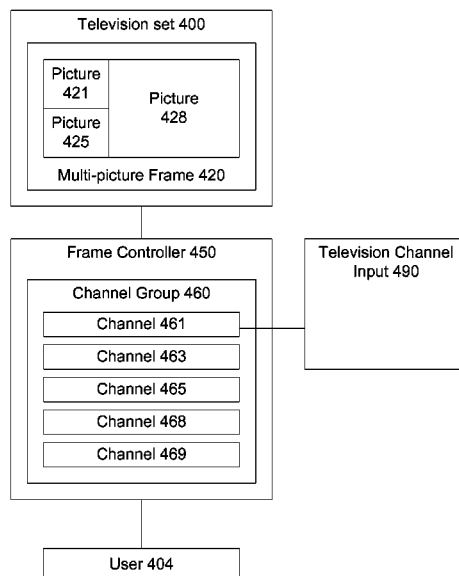 Television set 400
Picture
421
Picture
425
Picture
428
Multi-picture Frame 420
Frame Controller 450
Channel Group 460
Channel 461
Channel 463
Channel 465
Channel 468
Channel 469
Television Channel
Input 490
User 404